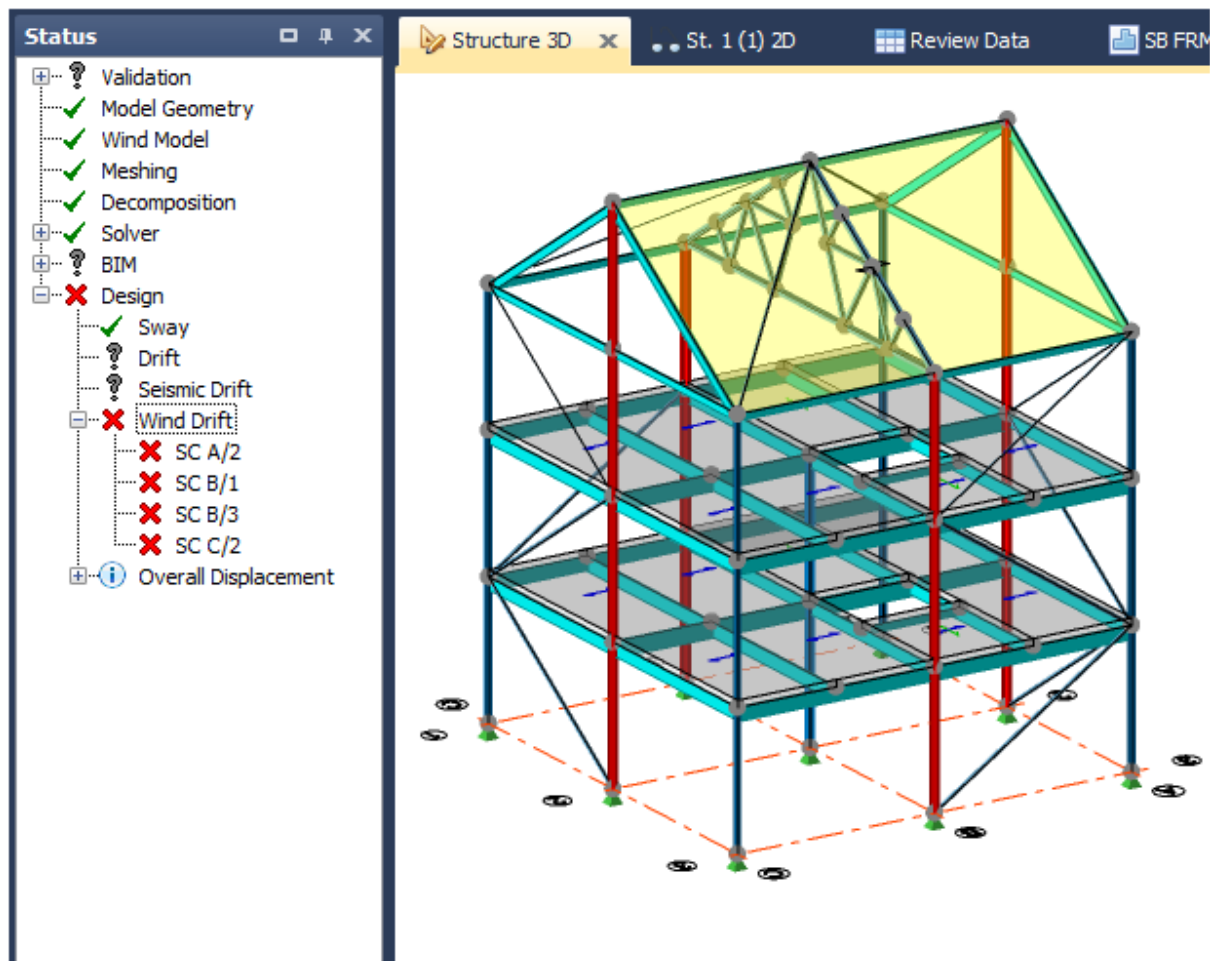 Status
Structure 3D
St. 1 (1) 2D
Review Data
SB FRM
Validation
Model Geometry
Wind Model
Meshing
Decomposition
Solver
BIM
Design
Sway
Drift
Seismic Drift
Wind Drift
SC A/2
SC B/1
SC B/3
SC C/2
Overall Displacement